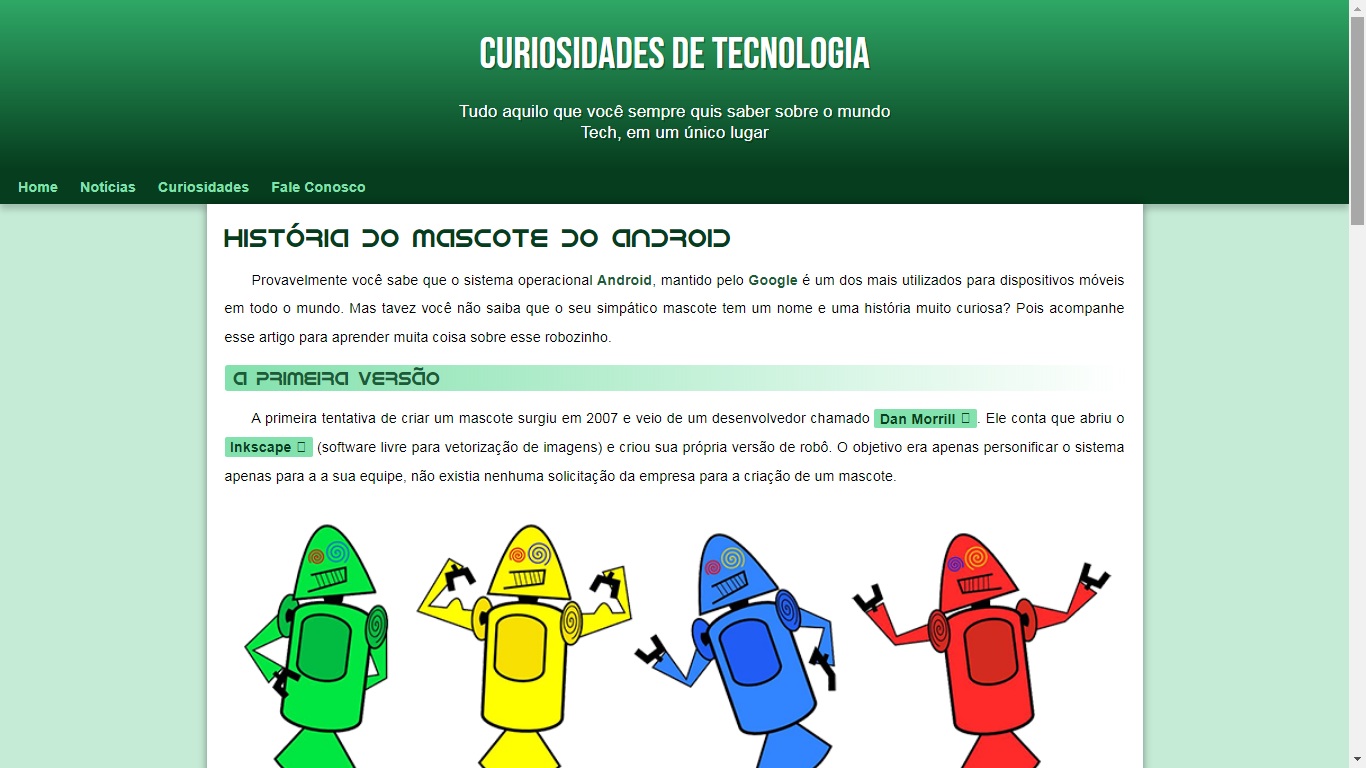 CURIOSIDADES DE TECNOLOGIA
Tudo aquilo que você sempre quis saber sobre o mundo
Tech, em um único lugar
Home Notícias Curiosidades Fale Conosco
HISTÓRIA DO MASCOTE DO ANDROID
Provavelmente você sabe que o sistema operacional Android, mantido pelo Google é um dos mais utilizados para dispositivos móveis
em todo o mundo. Mas tavez você não saiba que o seu simpático mascote tem um nome e uma história muito curiosa? Pois acompanhe
esse artigo para aprender muita coisa sobre esse robozinho.
A PRIMEIRA VERSÃO
A primeira tentativa de criar um mascote surgiu em 2007 e veio de um desenvolvedor chamado Dan Morrill. Ele conta que abriu o
Inkscape (software livre para vetorização de imagens) e criou sua própria versão de robô. O objetivo era apenas personificar o sistema
apenas para a a sua equipe, não existia nenhuma solicitação da empresa para a criação de um mascote.